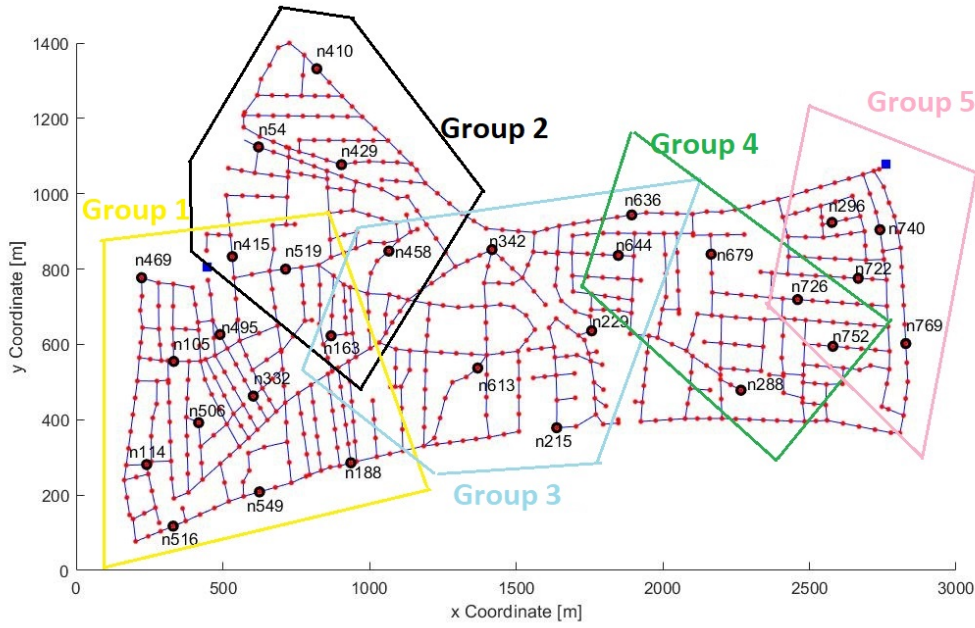 1400
1200
1000
800
600
400
200
0
y Coordinate [m]
0
500
1000
1500
2000
2500
3000
x Coordinate [m]
Group 1
Group 2
Group 3
Group 4
Group 5
n410
n54
n429
n415
n519
n458
n342
n469
n495
n105
n163
n332
n506
n114
n188
n549
n516
n613
n215
n229
n636
n644
n679
n296
n740
n722
n726
n752
n769
n288